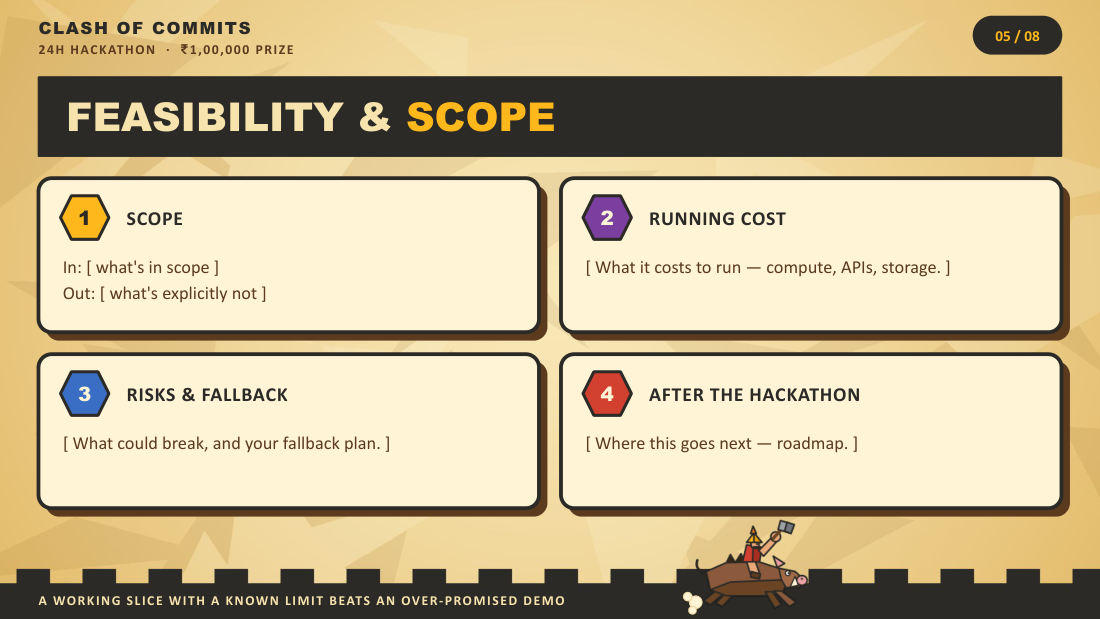 CLASH OF COMMITS
24H HACKATHON · ₹1,00,000 PRIZE
05 / 08
FEASIBILITY & SCOPE
1 SCOPE
In: [ what's in scope ]
Out: [ what's explicitly not ]
2 RUNNING COST
[ What it costs to run — compute, APIs, storage. ]
3 RISKS & FALLBACK
[ What could break, and your fallback plan. ]
4 AFTER THE HACKATHON
[ Where this goes next — roadmap. ]
A WORKING SLICE WITH A KNOWN LIMIT BEATS AN OVER-PROMISED DEMO